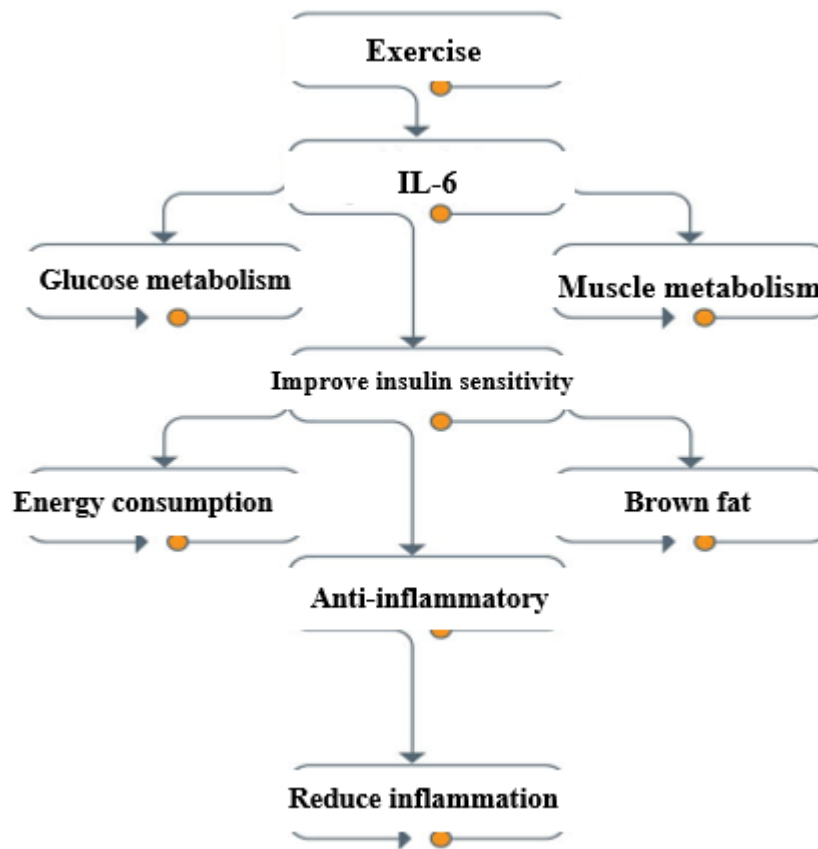 Exercise
IL-6
Glucose metabolism
Muscle metabolism
Improve insulin sensitivity
Energy consumption
Brown fat
Anti-inflammatory
Reduce inflammation